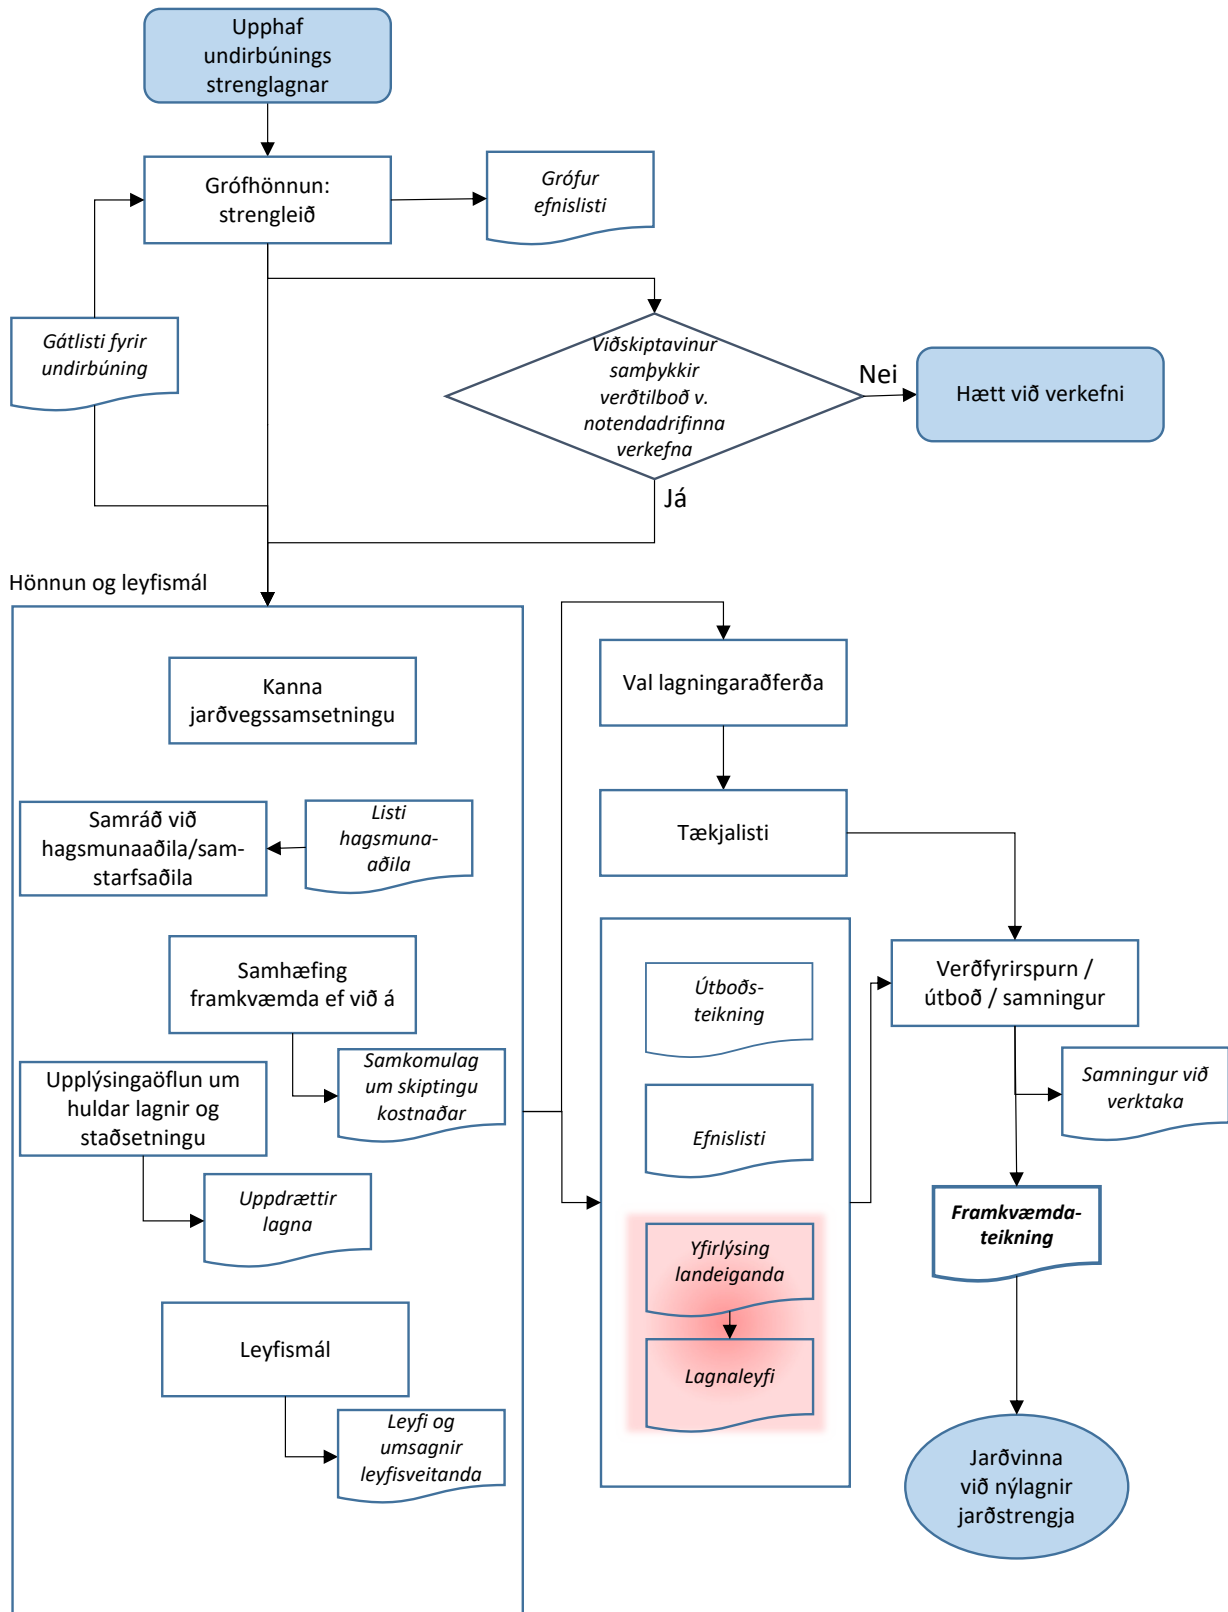 Upphaf
undirbúnings
strenglagnar
Grófhönnun:
strengleið
Grófur
efnislisti
Gátlisti fyrir
undirbúning
Viðskiptavinur
samþykkir
verðtilboð v.
notendadrifinna
verkefna
Nei
Hætt við verkefni
Já
Hönnun og leyfismál
Kanna
jarðvegssamsetningu
Samráð við
hagsmunaaðila/sam-
starfsaðila
Listi
hagsmuna-
aðila
Samhæfing
framkvæmda ef við á
Samkomulag
um skiptingu
kostnaðar
Upplýsingaöflun um
huldar lagnir og
staðsetningu
Uppdrættir
lagna
Leyfismál
Leyfi og
umsagnir
leyfisveitanda
Val lagningaraðferða
Tækjalisti
Útboðs-
teikning
Efnislisti
Yfirlýsing
landeiganda
Lagnaleyfi
Verðfyrirspurn /
útboð / samningur
Samningur við
verktaka
Framkvæmda-
teikning
Jarðvinna
við nýlagnir
jarðstrengja